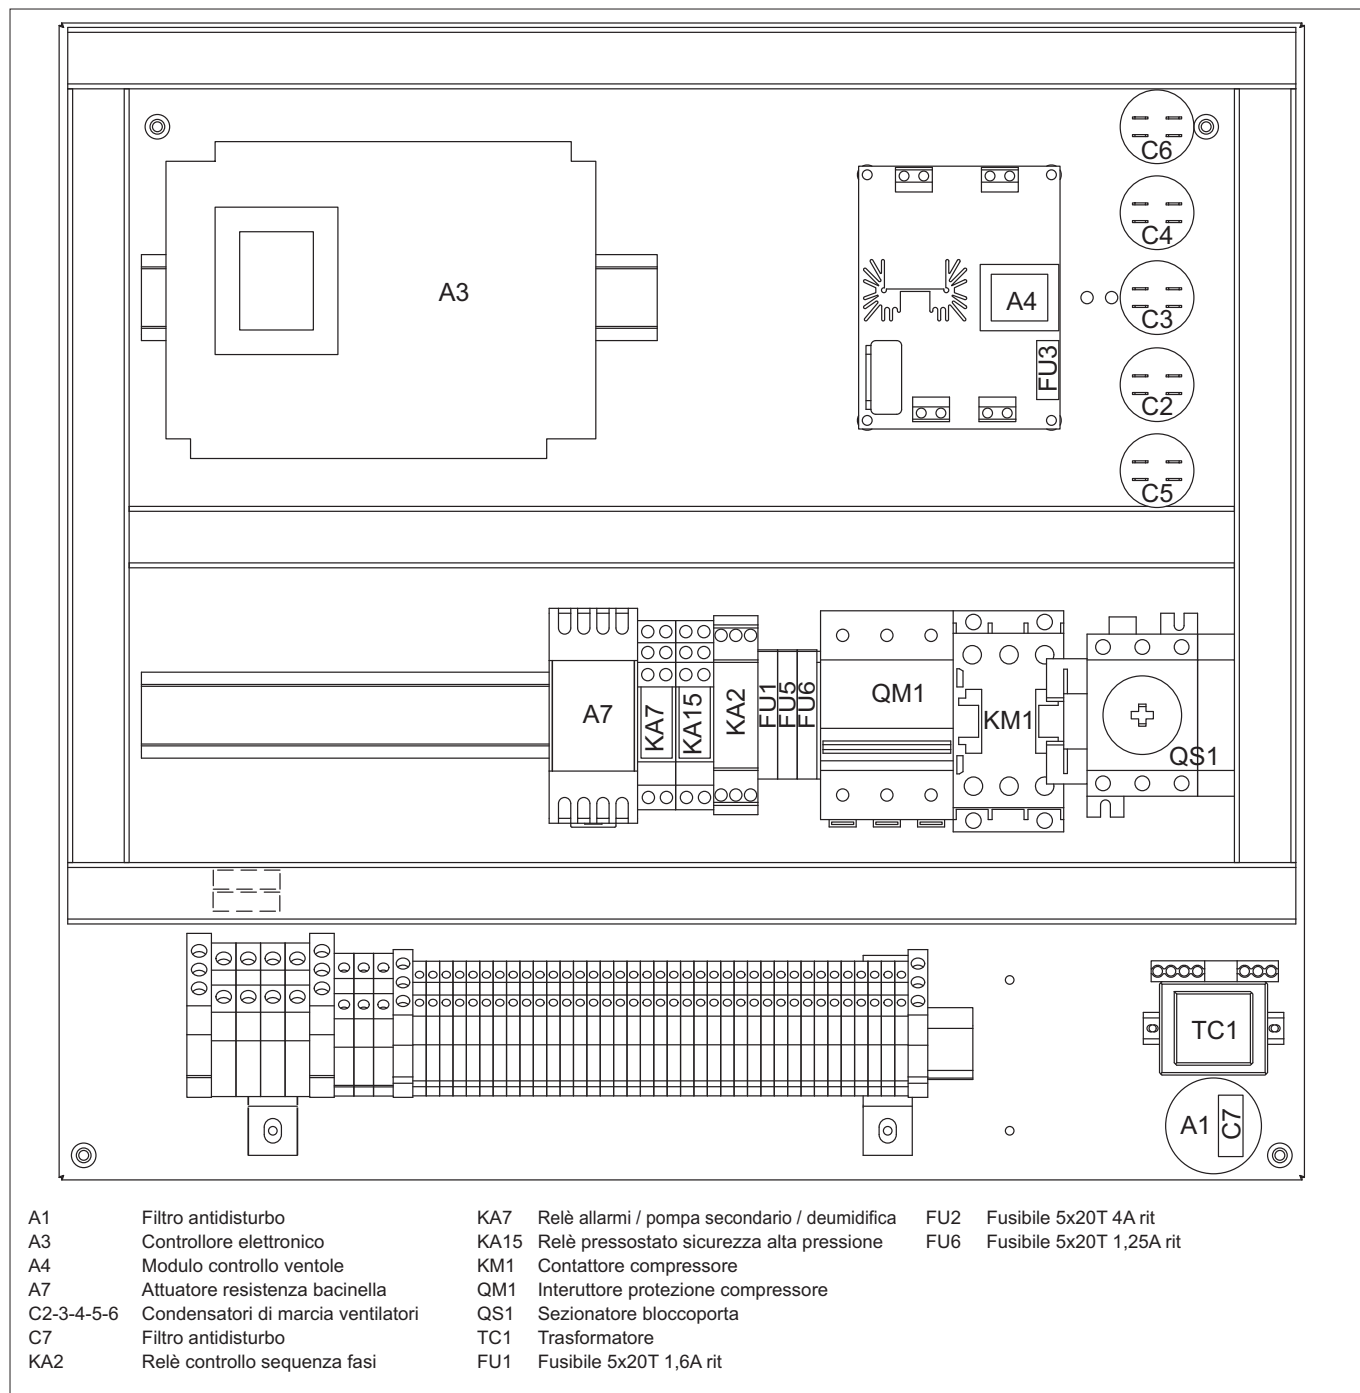 C6
C4
A3
A4
C3
FU3
C2
C5
A7
KA7
KA15
KA2
FU1
FU5
FU6
QM1
KM1
QS1
TC1
A1
C7
A1 Filtro antidisturbo
A3 Controllore elettronico
A4 Modulo controllo ventole
A7 Attuatore resistenza bacinella
C2-3-4-5-6 Condensatori di marcia ventilatori
C7 Filtro antidisturbo
KA2 Relè controllo sequenza fasi
KA7 Relè allarmi / pompa secondario / deumidifica
KA15 Relè pressostato sicurezza alta pressione
KM1 Contattore compressore
QM1 Interuttore protezione compressore
QS1 Sezionatore bloccoporta
TC1 Trasformatore
FU1 Fusibile 5x20T 1,6A rit
FU2 Fusibile 5x20T 4A rit
FU6 Fusibile 5x20T 1,25A rit